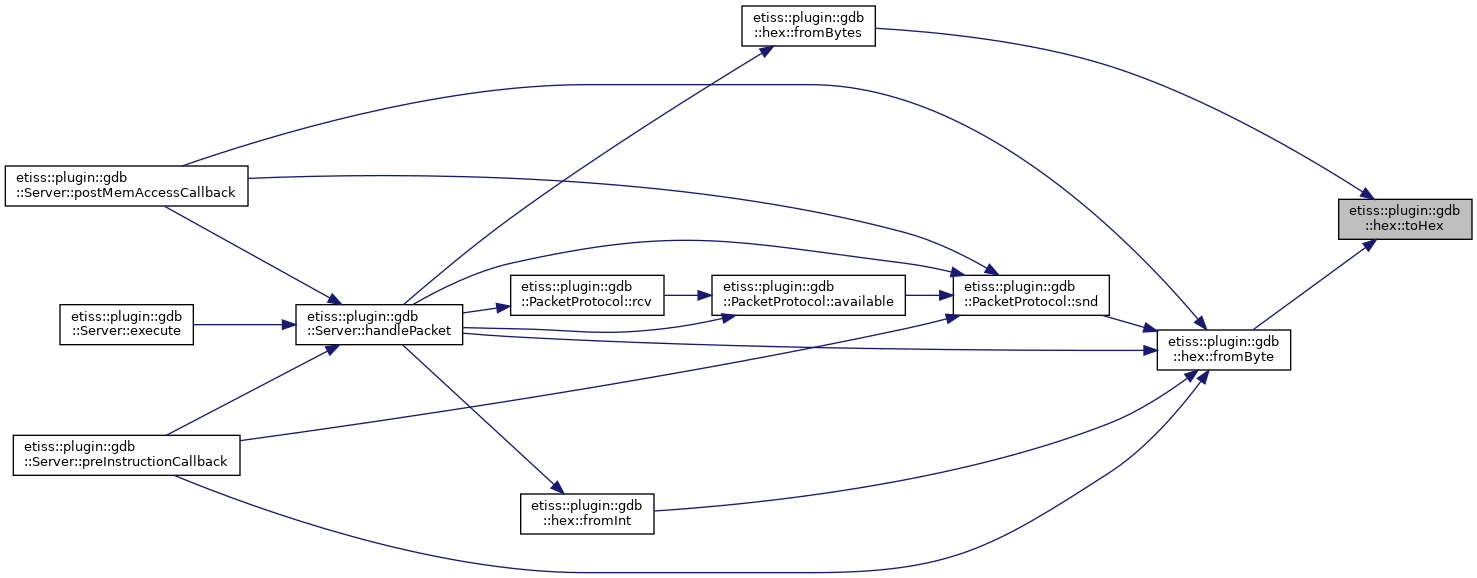 etiss::plugin::gdb
::hex::fromBytes
etiss::plugin::gdb
::Server::postMemAccessCallback
etiss::plugin::gdb
::hex::toHex
etiss::plugin::gdb
::PacketProtocol::rcv
etiss::plugin::gdb
::PacketProtocol::available
etiss::plugin::gdb
::PacketProtocol::snd
etiss::plugin::gdb
::Server::execute
etiss::plugin::gdb
::Server::handlePacket
etiss::plugin::gdb
::hex::fromByte
etiss::plugin::gdb
::Server::preInstructionCallback
etiss::plugin::gdb
::hex::fromInt